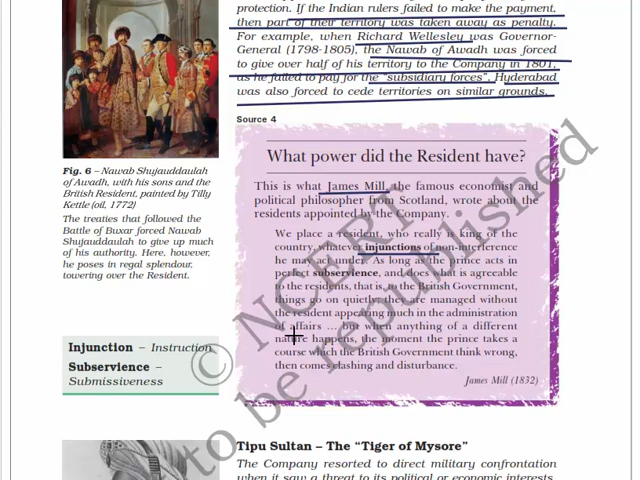 protection. If the Indian rulers failed to make the payment,
then part of their territory was taken away as penalty.
For example, when Richard Wellesley was Governor-
General (1798-1805), the Nawab of Awadh was forced
to give over half of his territory to the Company in 1801,
as he failed to pay for the “subsidiary forces”. Hyderabad
was also forced to cede territories on similar grounds.
Fig. 6 – Nawab Shujauddaulah
of Awadh, with his sons and the
British Resident, painted by Tilly
Kettle (oil, 1772)
The treaties that followed the
Battle of Buxar forced Nawab
Shujauddaulah to give up much
of his authority. Here, however,
he poses in regal splendour,
towering over the Resident.
Injunction – Instruction
Subservience –
Submissiveness
Source 4
What power did the Resident have?
This is what James Mill, the famous economist and
political philosopher from Scotland, wrote about the
residents appointed by the Company.
We place a resident, who really is king of the
country, whatever injunctions of non-interference
he may be under. As long as the prince acts in
perfect subservience, and does what is agreeable
to the residents, that is, to the British Government,
things go on quietly; they are managed without
the resident appearing much in the administration
of affairs ... but when anything of a different
nature happens, the moment the prince takes a
course which the British Government think wrong,
then comes clashing and disturbance.
James Mill (1832)
Tipu Sultan – The “Tiger of Mysore”
The Company resorted to direct military confrontation
when it saw a threat to its political or economic interests.
© NCERT
to be republished